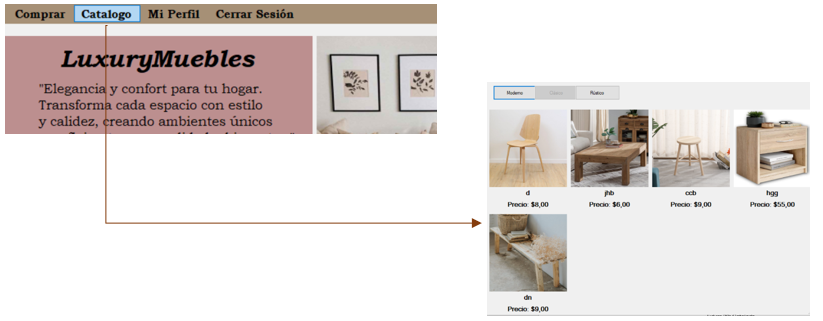 Comprar Catalogo Mi Perfil Cerrar Sesión
LuxuryMuebles
"Elegancia y confort para tu hogar.
Transforma cada espacio con estilo
y calidez, creando ambientes únicos
Moderno Clásico Rústico
d jhb ccb hgg
Precio: $8,00 Precio: $6,00 Precio: $9,00 Precio: $55,00
dn
Precio: $9,00